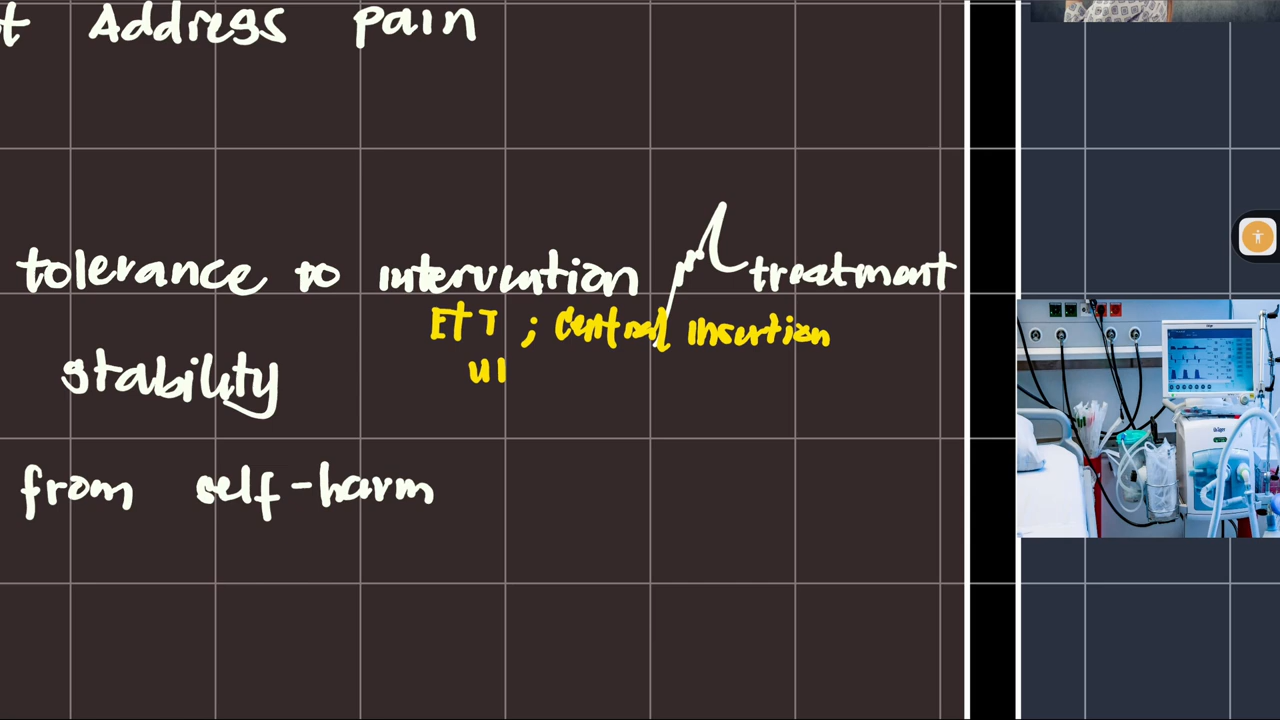 t Address pain
tolerance to intervention / treatment
ETT ; Central Insertion
stability
from self-harm